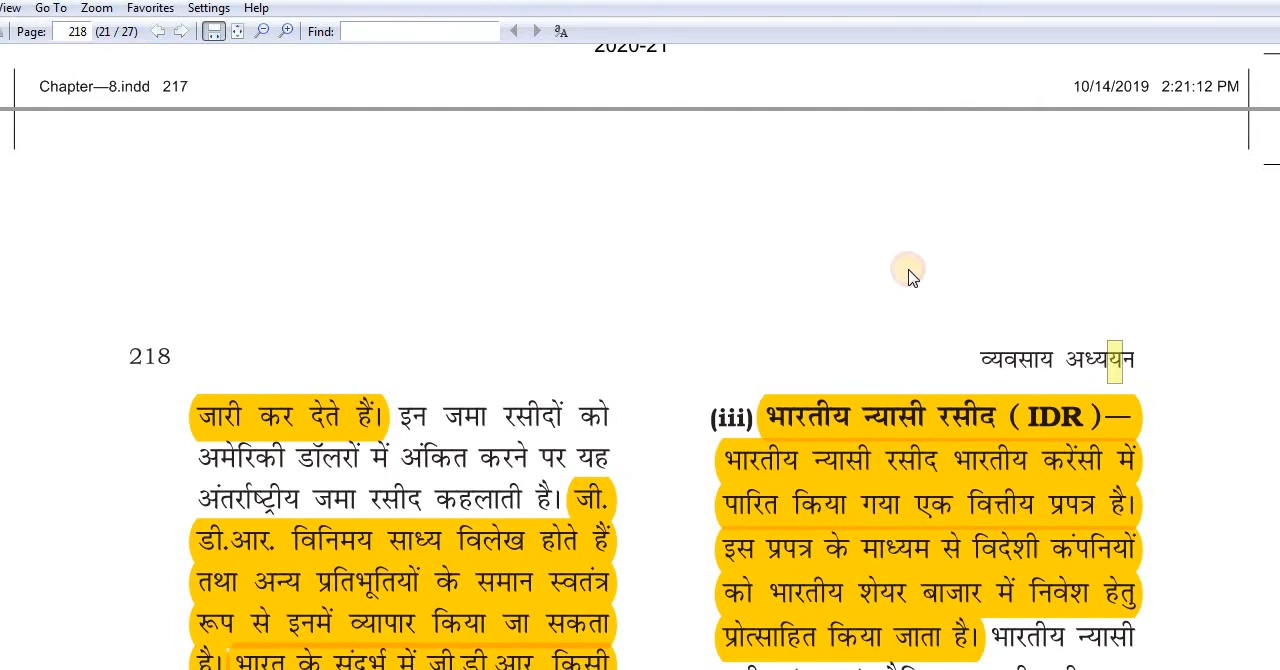 View Go To Zoom Favorites Settings Help
Page: 218 (21 / 27) Find:
2020-21
Chapter—8.indd 217 10/14/2019 2:21:12 PM
218 व्यवसाय अध्ययन
जारी कर देते हैं। इन जमा रसीदों को
अमेरिकी डॉलरों में अंकित करने पर यह
अंतर्राष्ट्रीय जमा रसीद कहलाती है। जी.
डी.आर. विनिमय साध्य विलेख होते हैं
तथा अन्य प्रतिभूतियों के समान स्वतंत्र
रूप से इनमें व्यापार किया जा सकता
है। भारत के संदर्भ में जी.डी.आर. किसी
(iii) भारतीय न्यासी रसीद ( IDR )—
भारतीय न्यासी रसीद भारतीय करेंसी में
पारित किया गया एक वित्तीय प्रपत्र है।
इस प्रपत्र के माध्यम से विदेशी कंपनियों
को भारतीय शेयर बाजार में निवेश हेतु
प्रोत्साहित किया जाता है। भारतीय न्यासी